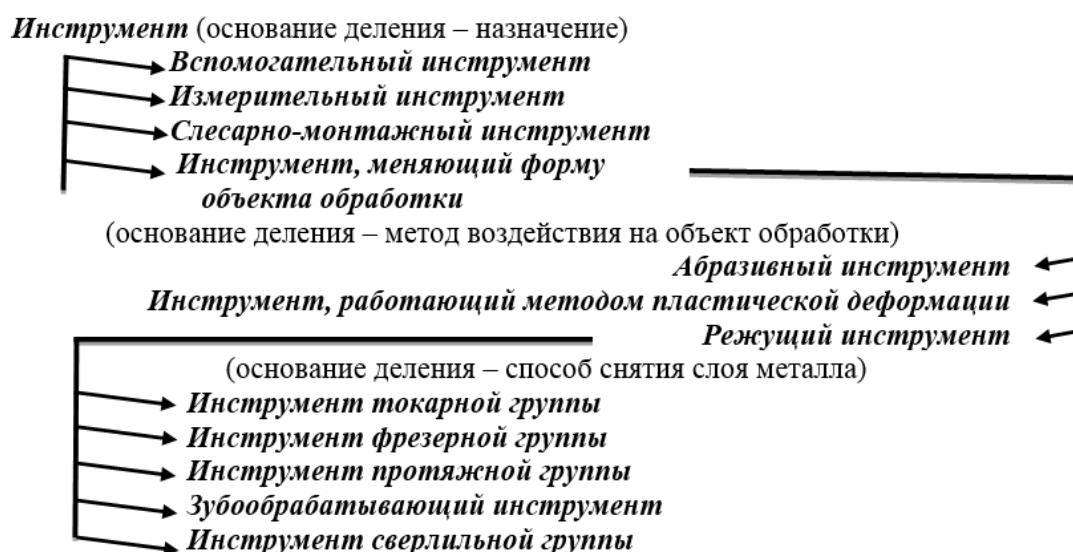 Инструмент (основание деления – назначение)
Вспомогательный инструмент
Измерительный инструмент
Слесарно-монтажный инструмент
Инструмент, меняющий форму
объекта обработки
(основание деления – метод воздействия на объект обработки)
Абразивный инструмент
Инструмент, работающий методом пластической деформации
Режущий инструмент
(основание деления – способ снятия слоя металла)
Инструмент токарной группы
Инструмент фрезерной группы
Инструмент протяжной группы
Зубообрабатывающий инструмент
Инструмент сверлильной группы